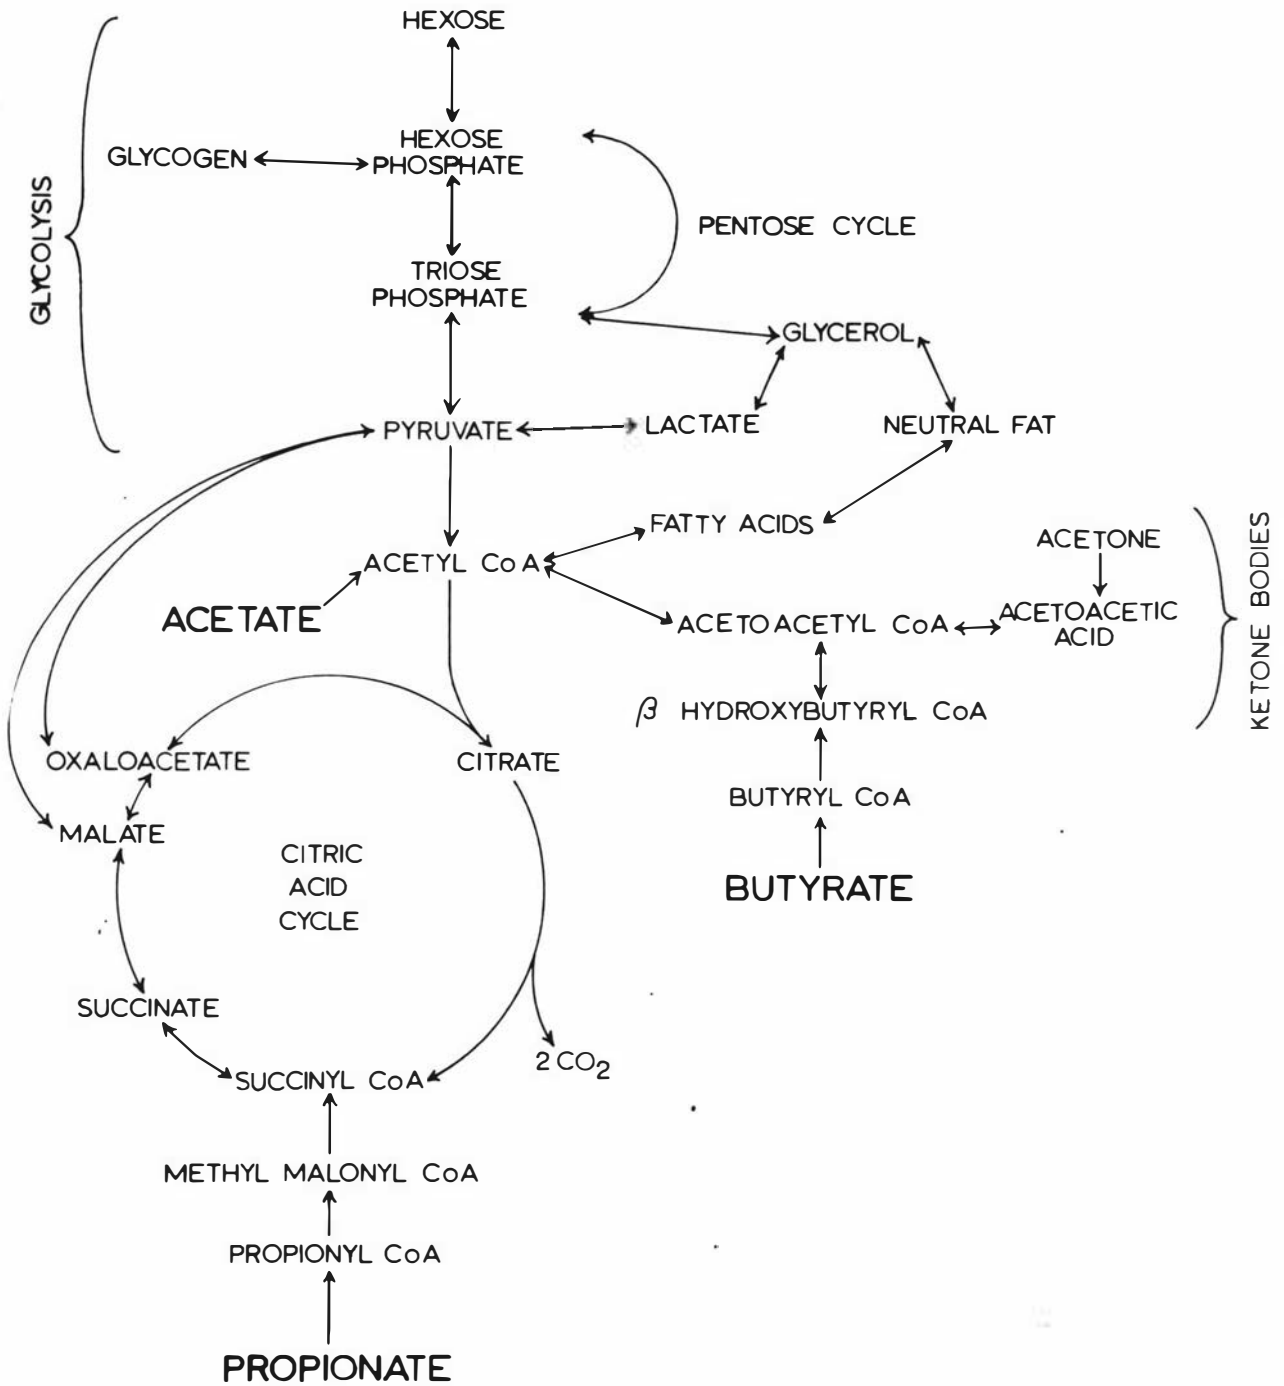 HEXOSE
HEXOSE
PHOSPHATE
GLYCOGEN
GLYCOLYSIS
PENTOSE CYCLE
TRIOSE
PHOSPHATE
GLYCEROL
PYRUVATE
LACTATE
NEUTRAL FAT
FATTY ACIDS
ACETYL CoA
ACETATE
ACETONE
ACETOACETYL CoA
ACETOACETIC
ACID
KETONE BODIES
β HYDROXYBUTYRYL CoA
OXALOACETATE
CITRATE
BUTYRYL CoA
MALATE
CITRIC
ACID
CYCLE
BUTYRATE
SUCCINATE
2 CO2
SUCCINYL CoA
METHYL MALONYL CoA
PROPIONYL CoA
PROPIONATE